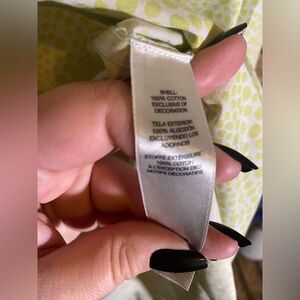 SHELL:
100% COTTON
EXCLUSIVE OF
DECORATION
TELA EXTERIOR:
100% ALGODÓN
EXCLUYENDO LOS
ADORNOS
ETOFFE EXTÉRIEURE:
100% COTON
A L'EXCEPTION DES
MOTIFS DÉCORATIFS